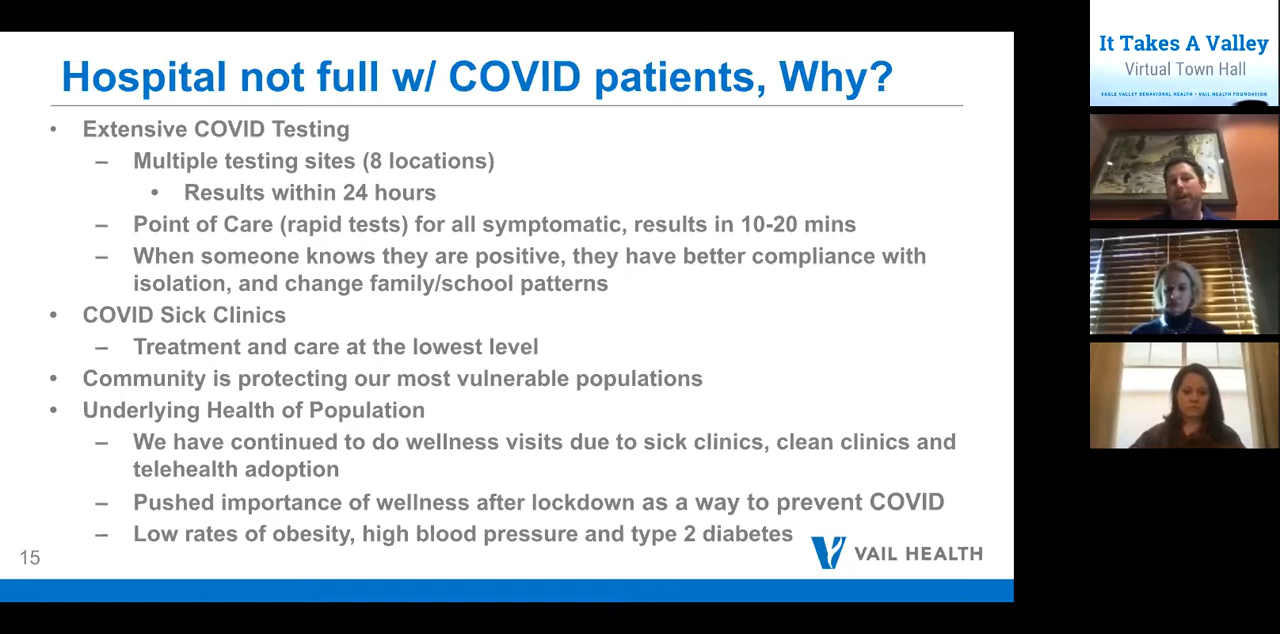 Hospital not full w/ COVID patients, Why?
• Extensive COVID Testing
– Multiple testing sites (8 locations)
• Results within 24 hours
– Point of Care (rapid tests) for all symptomatic, results in 10-20 mins
– When someone knows they are positive, they have better compliance with
isolation, and change family/school patterns
• COVID Sick Clinics
– Treatment and care at the lowest level
• Community is protecting our most vulnerable populations
• Underlying Health of Population
– We have continued to do wellness visits due to sick clinics, clean clinics and
telehealth adoption
– Pushed importance of wellness after lockdown as a way to prevent COVID
– Low rates of obesity, high blood pressure and type 2 diabetes
15
VAIL HEALTH
It Takes A Valley
Virtual Town Hall
EAGLE VALLEY BEHAVIORAL HEALTH • VAIL HEALTH FOUNDATION